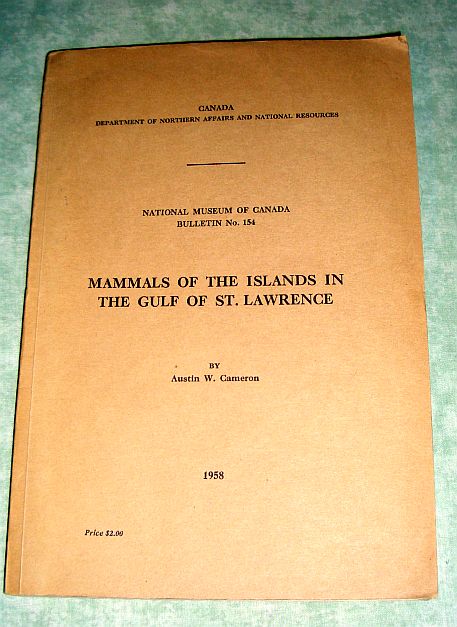 CANADA
DEPARTMENT OF NORTHERN AFFAIRS AND NATIONAL RESOURCES
NATIONAL MUSEUM OF CANADA
BULLETIN No. 154
MAMMALS OF THE ISLANDS IN
THE GULF OF ST. LAWRENCE
BY
Austin W. Cameron
1958
Price $2.00